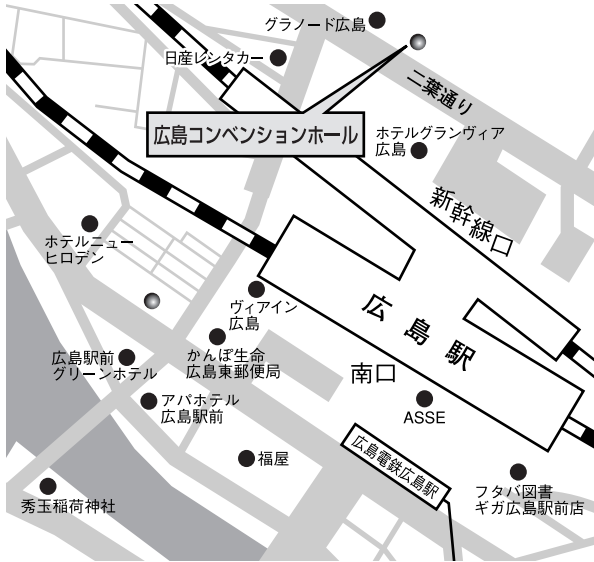 グラノード広島
日産レンタカー
二葉通り
広島コンベンションホール
ホテルグランヴィア
広島
新幹線口
ホテルニュー
ヒロデン
ヴィアイン
広島
広島駅
かんぽ生命
広島東郵便局
広島駅前
グリーンホテル
南口
アパホテル
広島駅前
ASSE
福屋
広島電鉄広島駅
秀玉稲荷神社
フタバ図書
ギガ広島駅前店